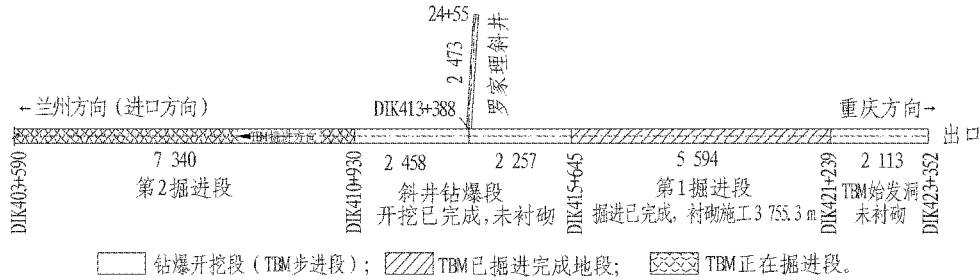 24+55
2 473
罗家理斜井
←兰州方向(进口方向)
DIK413+388
重庆方向→
TBM掘进方向
出口
DIK403+590
7 340
第2掘进段
DIK410+930
2 458
2 257
斜井钻爆段
开挖已完成,未衬砌
DIK415+645
5 594
第1掘进段
掘进已完成,衬砌施工3 755.3 m
DIK421+239
2 113
TBM始发洞
未衬砌
DIK423+352
钻爆开挖段(TBM步进段); TBM已掘进完成地段; TBM正在掘进段。